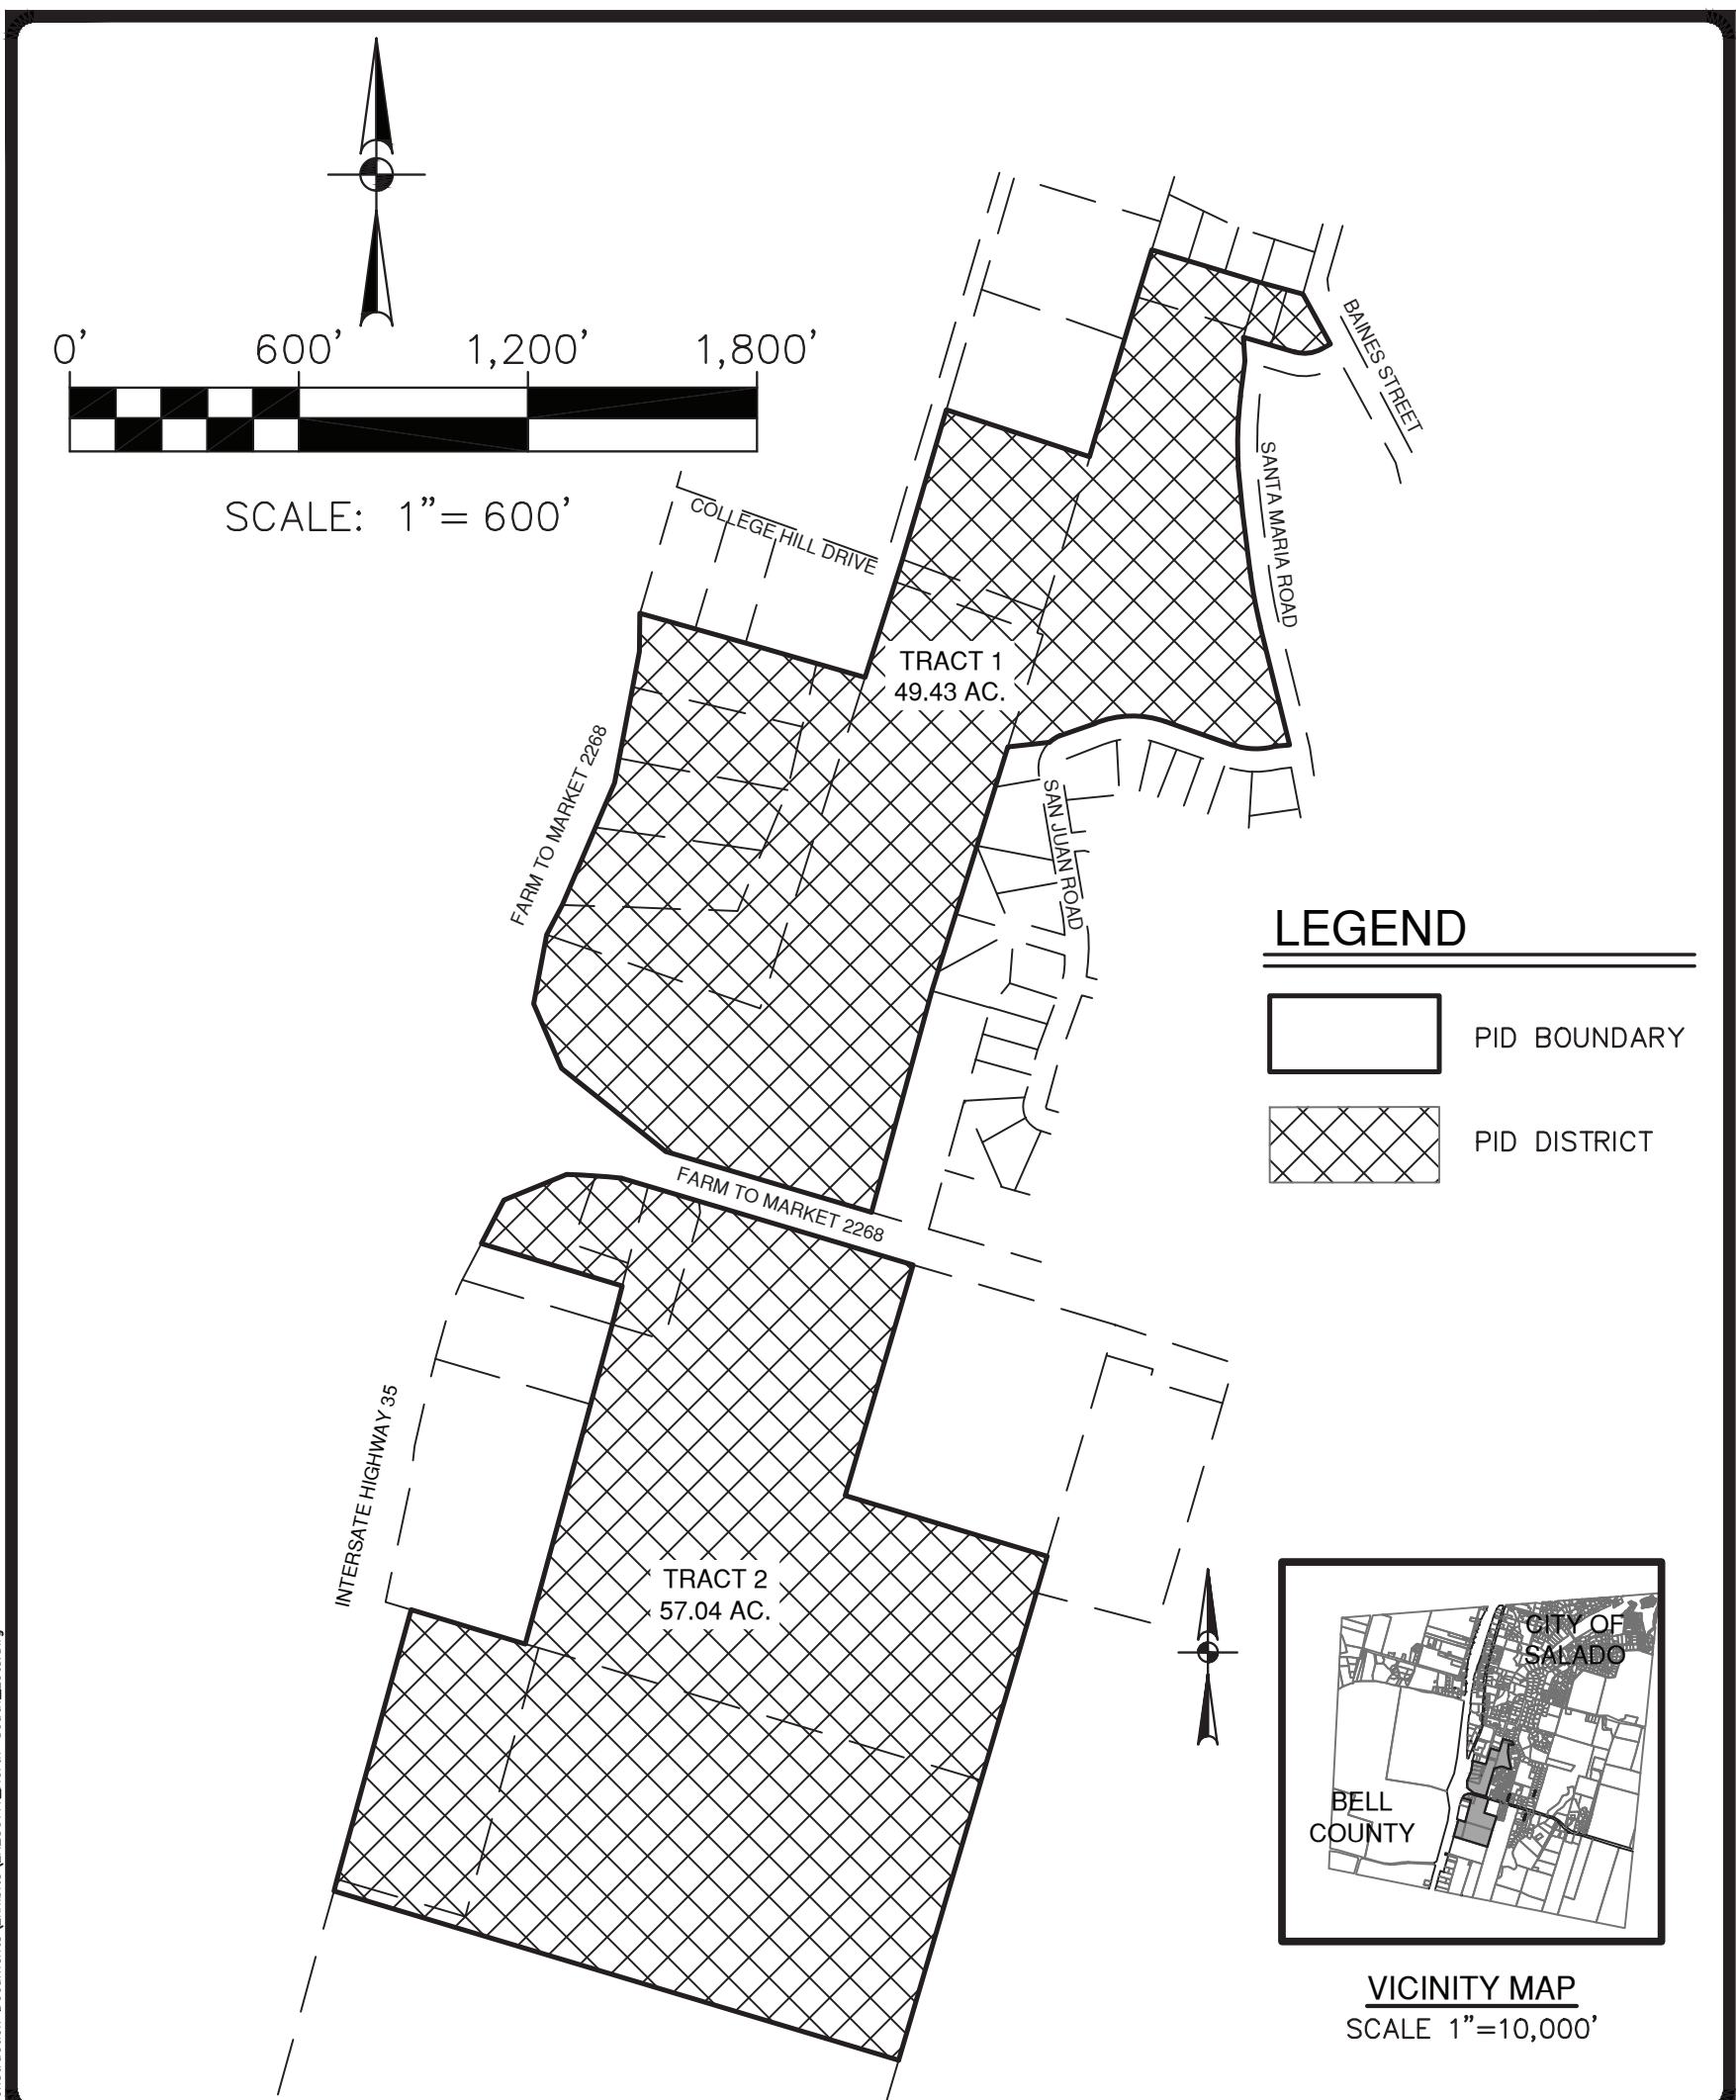 0' 600' 1,200' 1,800'
SCALE: 1”= 600’
BAINES STREET
SANTA MARIA ROAD
COLLEGE HILL DRIVE
TRACT 1
49.43 AC.
FARM TO MARKET 2268
SAN JUAN ROAD
LEGEND
PID BOUNDARY
PID DISTRICT
FARM TO MARKET 2268
INTERSATE HIGHWAY 35
TRACT 2
57.04 AC.
CITY OF
SALADO
BELL
COUNTY
VICINITY MAP
SCALE 1”=10,000’